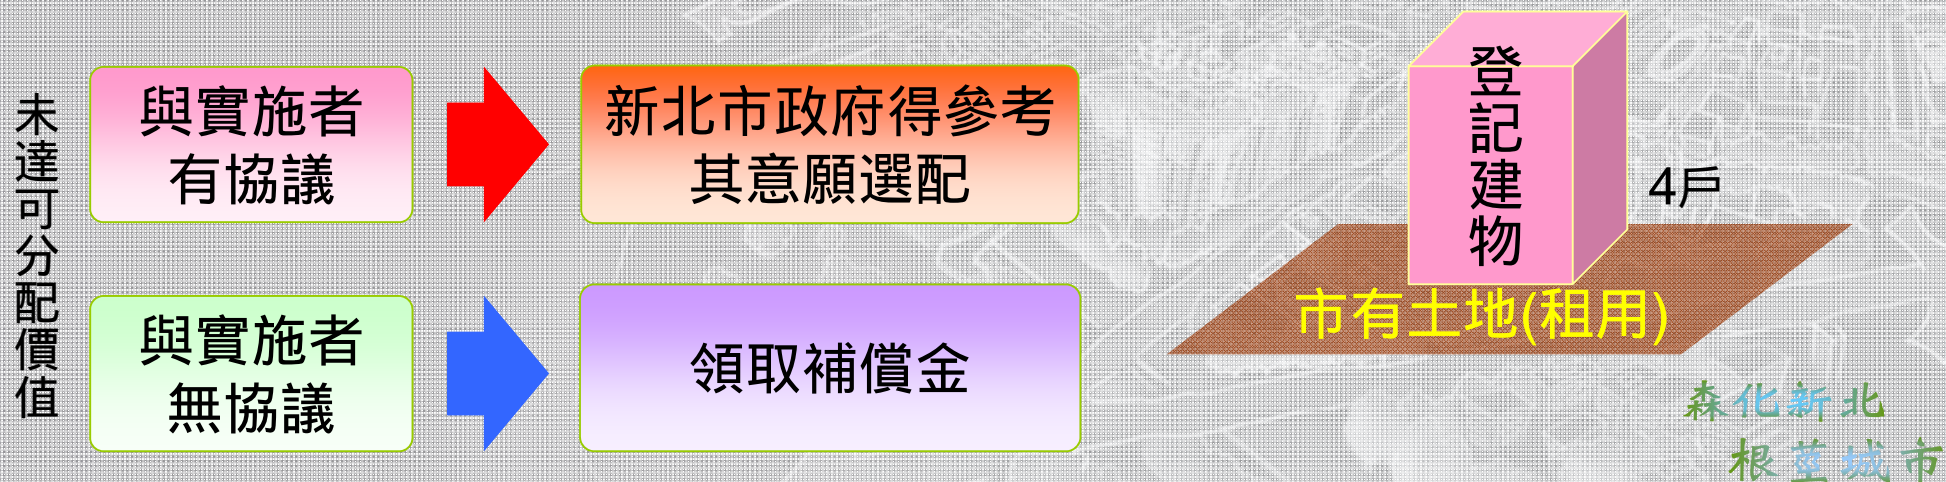 未達可分配價值
與實施者
有協議
新北市政府得參考
其意願選配
與實施者
無協議
領取補償金
登記建物
4戶
市有土地(租用)
森化新北
根莖城市